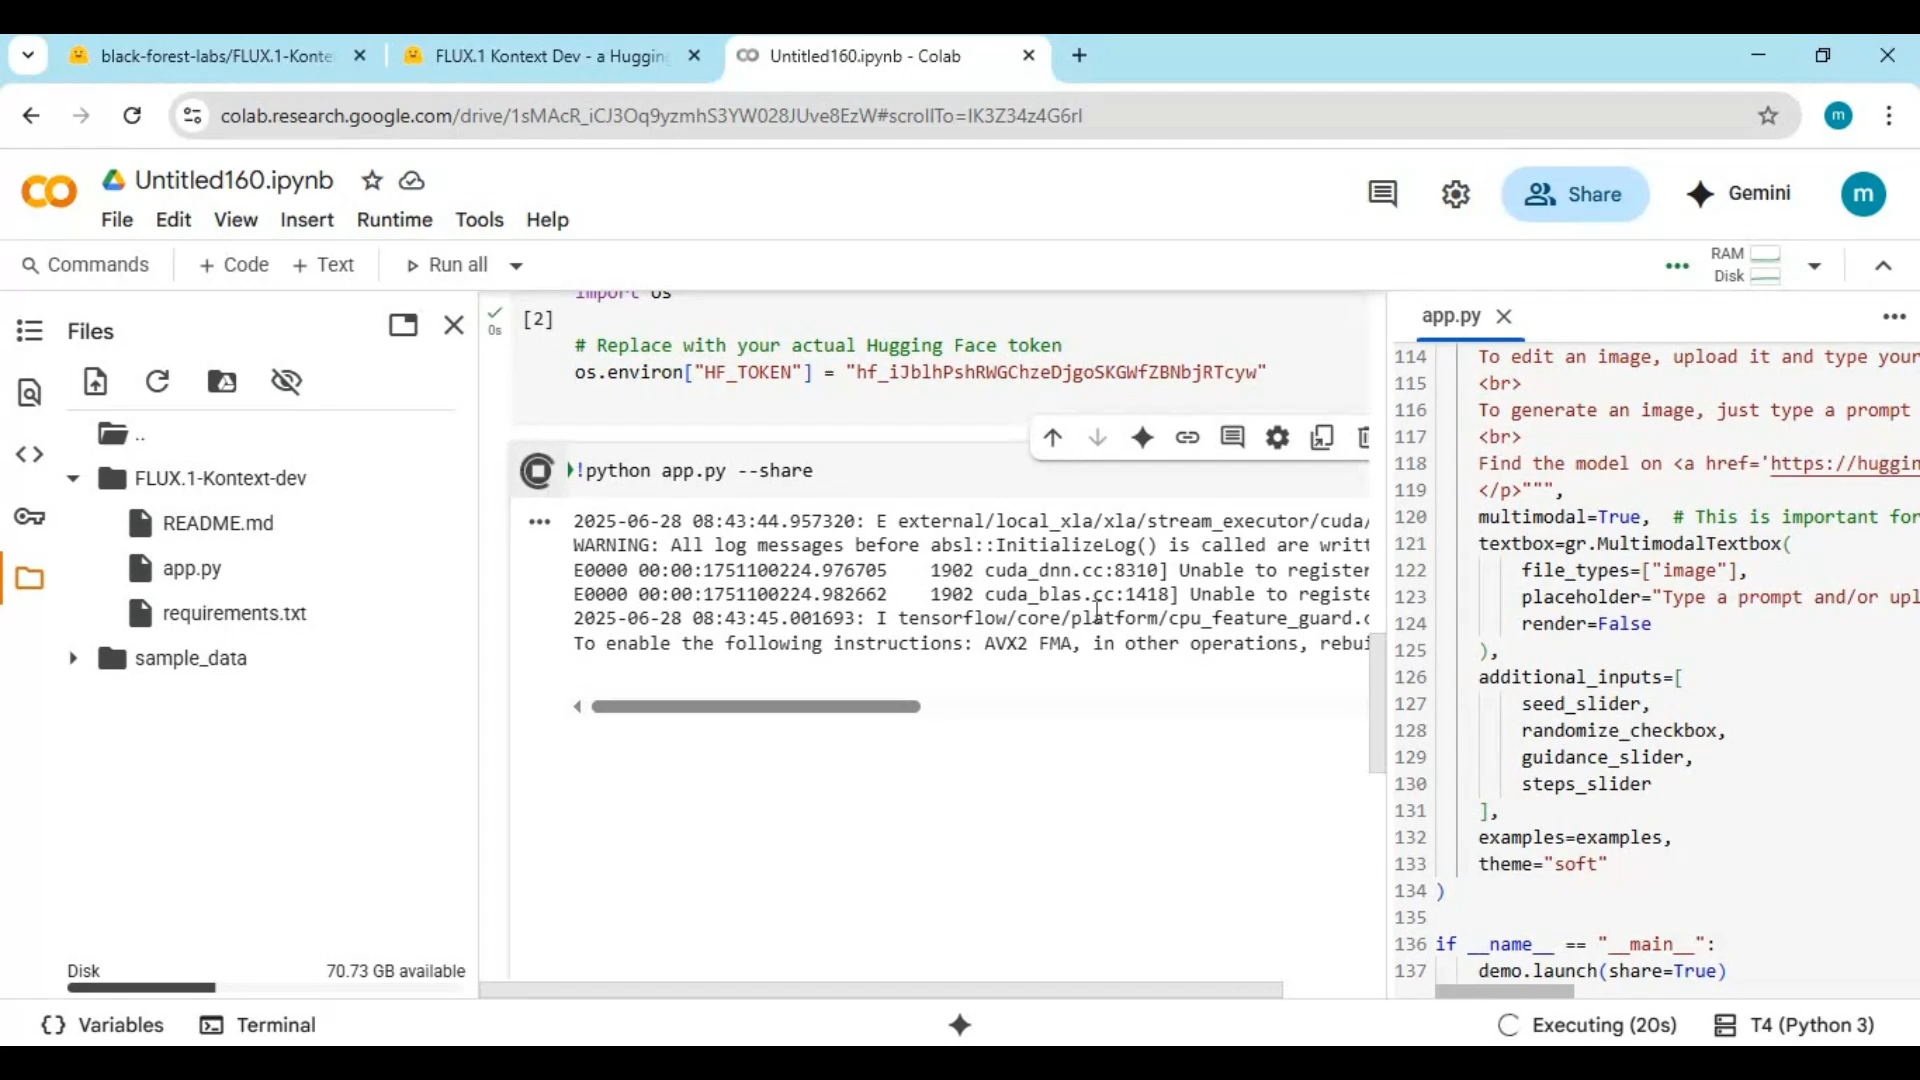 black-forest-labs/FLUX.1-Konte
FLUX.1 Kontext Dev - a Hugging
Untitled160.ipynb - Colab
colab.research.google.com/drive/1sMAcR_iCJ3Oq9yzmhS3YW028JUve8EzW#scrollTo=IK3Z34z4G6rI
m
CO
Untitled160.ipynb
Share
Gemini
m
File Edit View Insert Runtime Tools Help
Commands + Code + Text Run all
RAM
Disk
Files
..
FLUX.1-Kontext-dev
README.md
app.py
requirements.txt
sample_data
Disk 70.73 GB available
0s
[2]
import os
# Replace with your actual Hugging Face token
os.environ["HF_TOKEN"] = "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"
!python app.py --share
2025-06-28 08:43:44.957320: E external/local_xla/xla/stream_executor/cuda/
WARNING: All log messages before absl::InitializeLog() is called are writt
E0000 00:00:1751100224.976705 1902 cuda_dnn.cc:8310] Unable to register
E0000 00:00:1751100224.982662 1902 cuda_blas.cc:1418] Unable to registe
2025-06-28 08:43:45.001693: I tensorflow/core/platform/cpu_feature_guard.c
To enable the following instructions: AVX2 FMA, in other operations, rebui
app.py
114 To edit an image, upload it and type your
115 <br>
116 To generate an image, just type a prompt
117 <br>
118 Find the model on <a href='https://huggin
119 </p>""",
120 multimodal=True, # This is important for
121 textbox=gr.MultimodalTextbox(
122 file_types=["image"],
123 placeholder="Type a prompt and/or upl
124 render=False
125 ),
126 additional_inputs=[
127 seed_slider,
128 randomize_checkbox,
129 guidance_slider,
130 steps_slider
131 ],
132 examples=examples,
133 theme="soft"
134 )
135
136 if __name__ == "__main__":
137 demo.launch(share=True)
Variables Terminal
Executing (20s) T4 (Python 3)